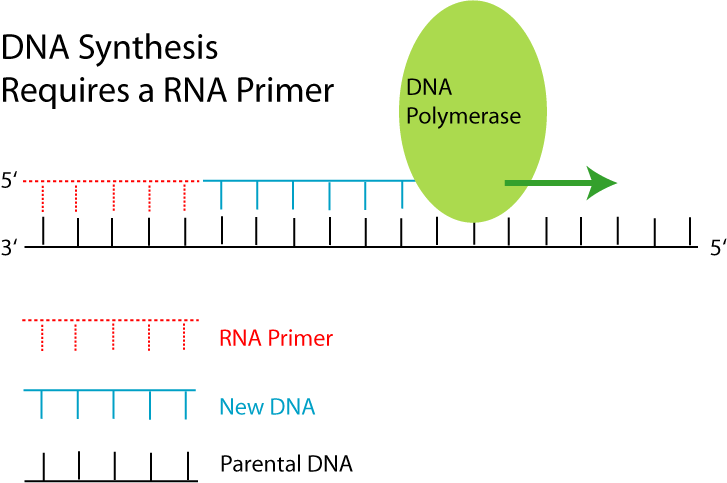 DNA Synthesis
Requires a RNA Primer
DNA
Polymerase
5‘
3‘
5‘
RNA Primer
New DNA
Parental DNA